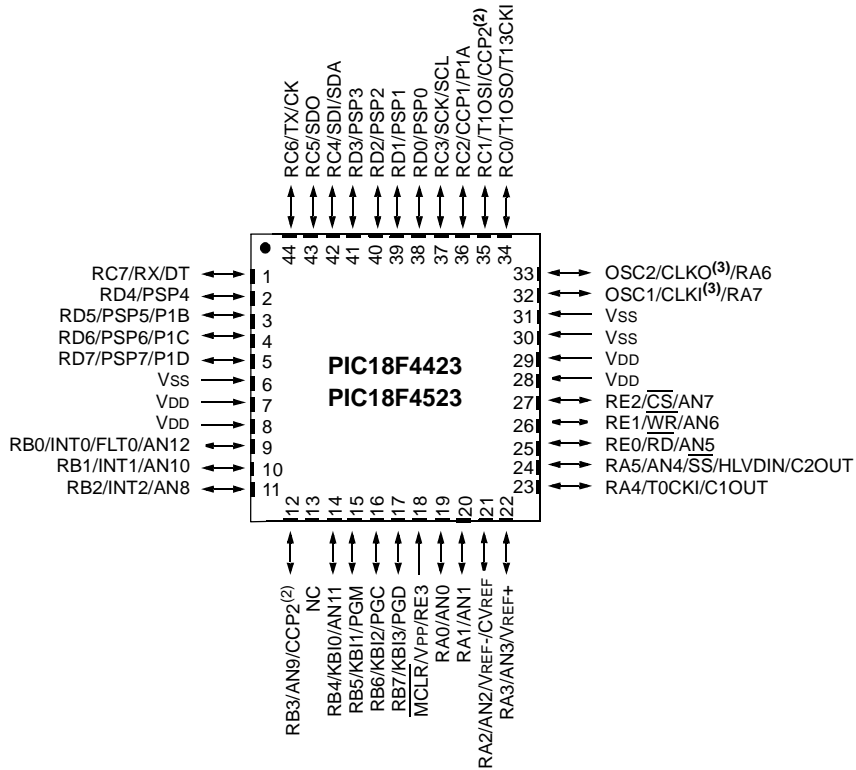 RC6/TX/CK
RC5/SDO
RC4/SDI/SDA
RD3/PSP3
RD2/PSP2
RD1/PSP1
RD0/PSP0
RC3/SCK/SCL
RC2/CCP1/P1A
RC1/T1OSI/CCP2(2)
RC0/T1OSO/T13CKI
44
43
42
41
40
39
38
37
36
35
34
RC7/RX/DT 1
RD4/PSP4 2
RD5/PSP5/P1B 3
RD6/PSP6/P1C 4
RD7/PSP7/P1D 5
VSS 6
VDD 7
VDD 8
RB0/INT0/FLT0/AN12 9
RB1/INT1/AN10 10
RB2/INT2/AN8 11
PIC18F4423
PIC18F4523
33 OSC2/CLKO(3)/RA6
32 OSC1/CLKI(3)/RA7
31 VSS
30 VSS
29 VDD
28 VDD
27 RE2/CS/AN7
26 RE1/WR/AN6
25 RE0/RD/AN5
24 RA5/AN4/SS/HLVDIN/C2OUT
23 RA4/T0CKI/C1OUT
12
13
14
15
16
17
18
19
20
21
22
RB3/AN9/CCP2(2)
NC
RB4/KBI0/AN11
RB5/KBI1/PGM
RB6/KBI2/PGC
RB7/KBI3/PGD
MCLR/VPP/RE3
RA0/AN0
RA1/AN1
RA2/AN2/VREF-/CVREF
RA3/AN3/VREF+